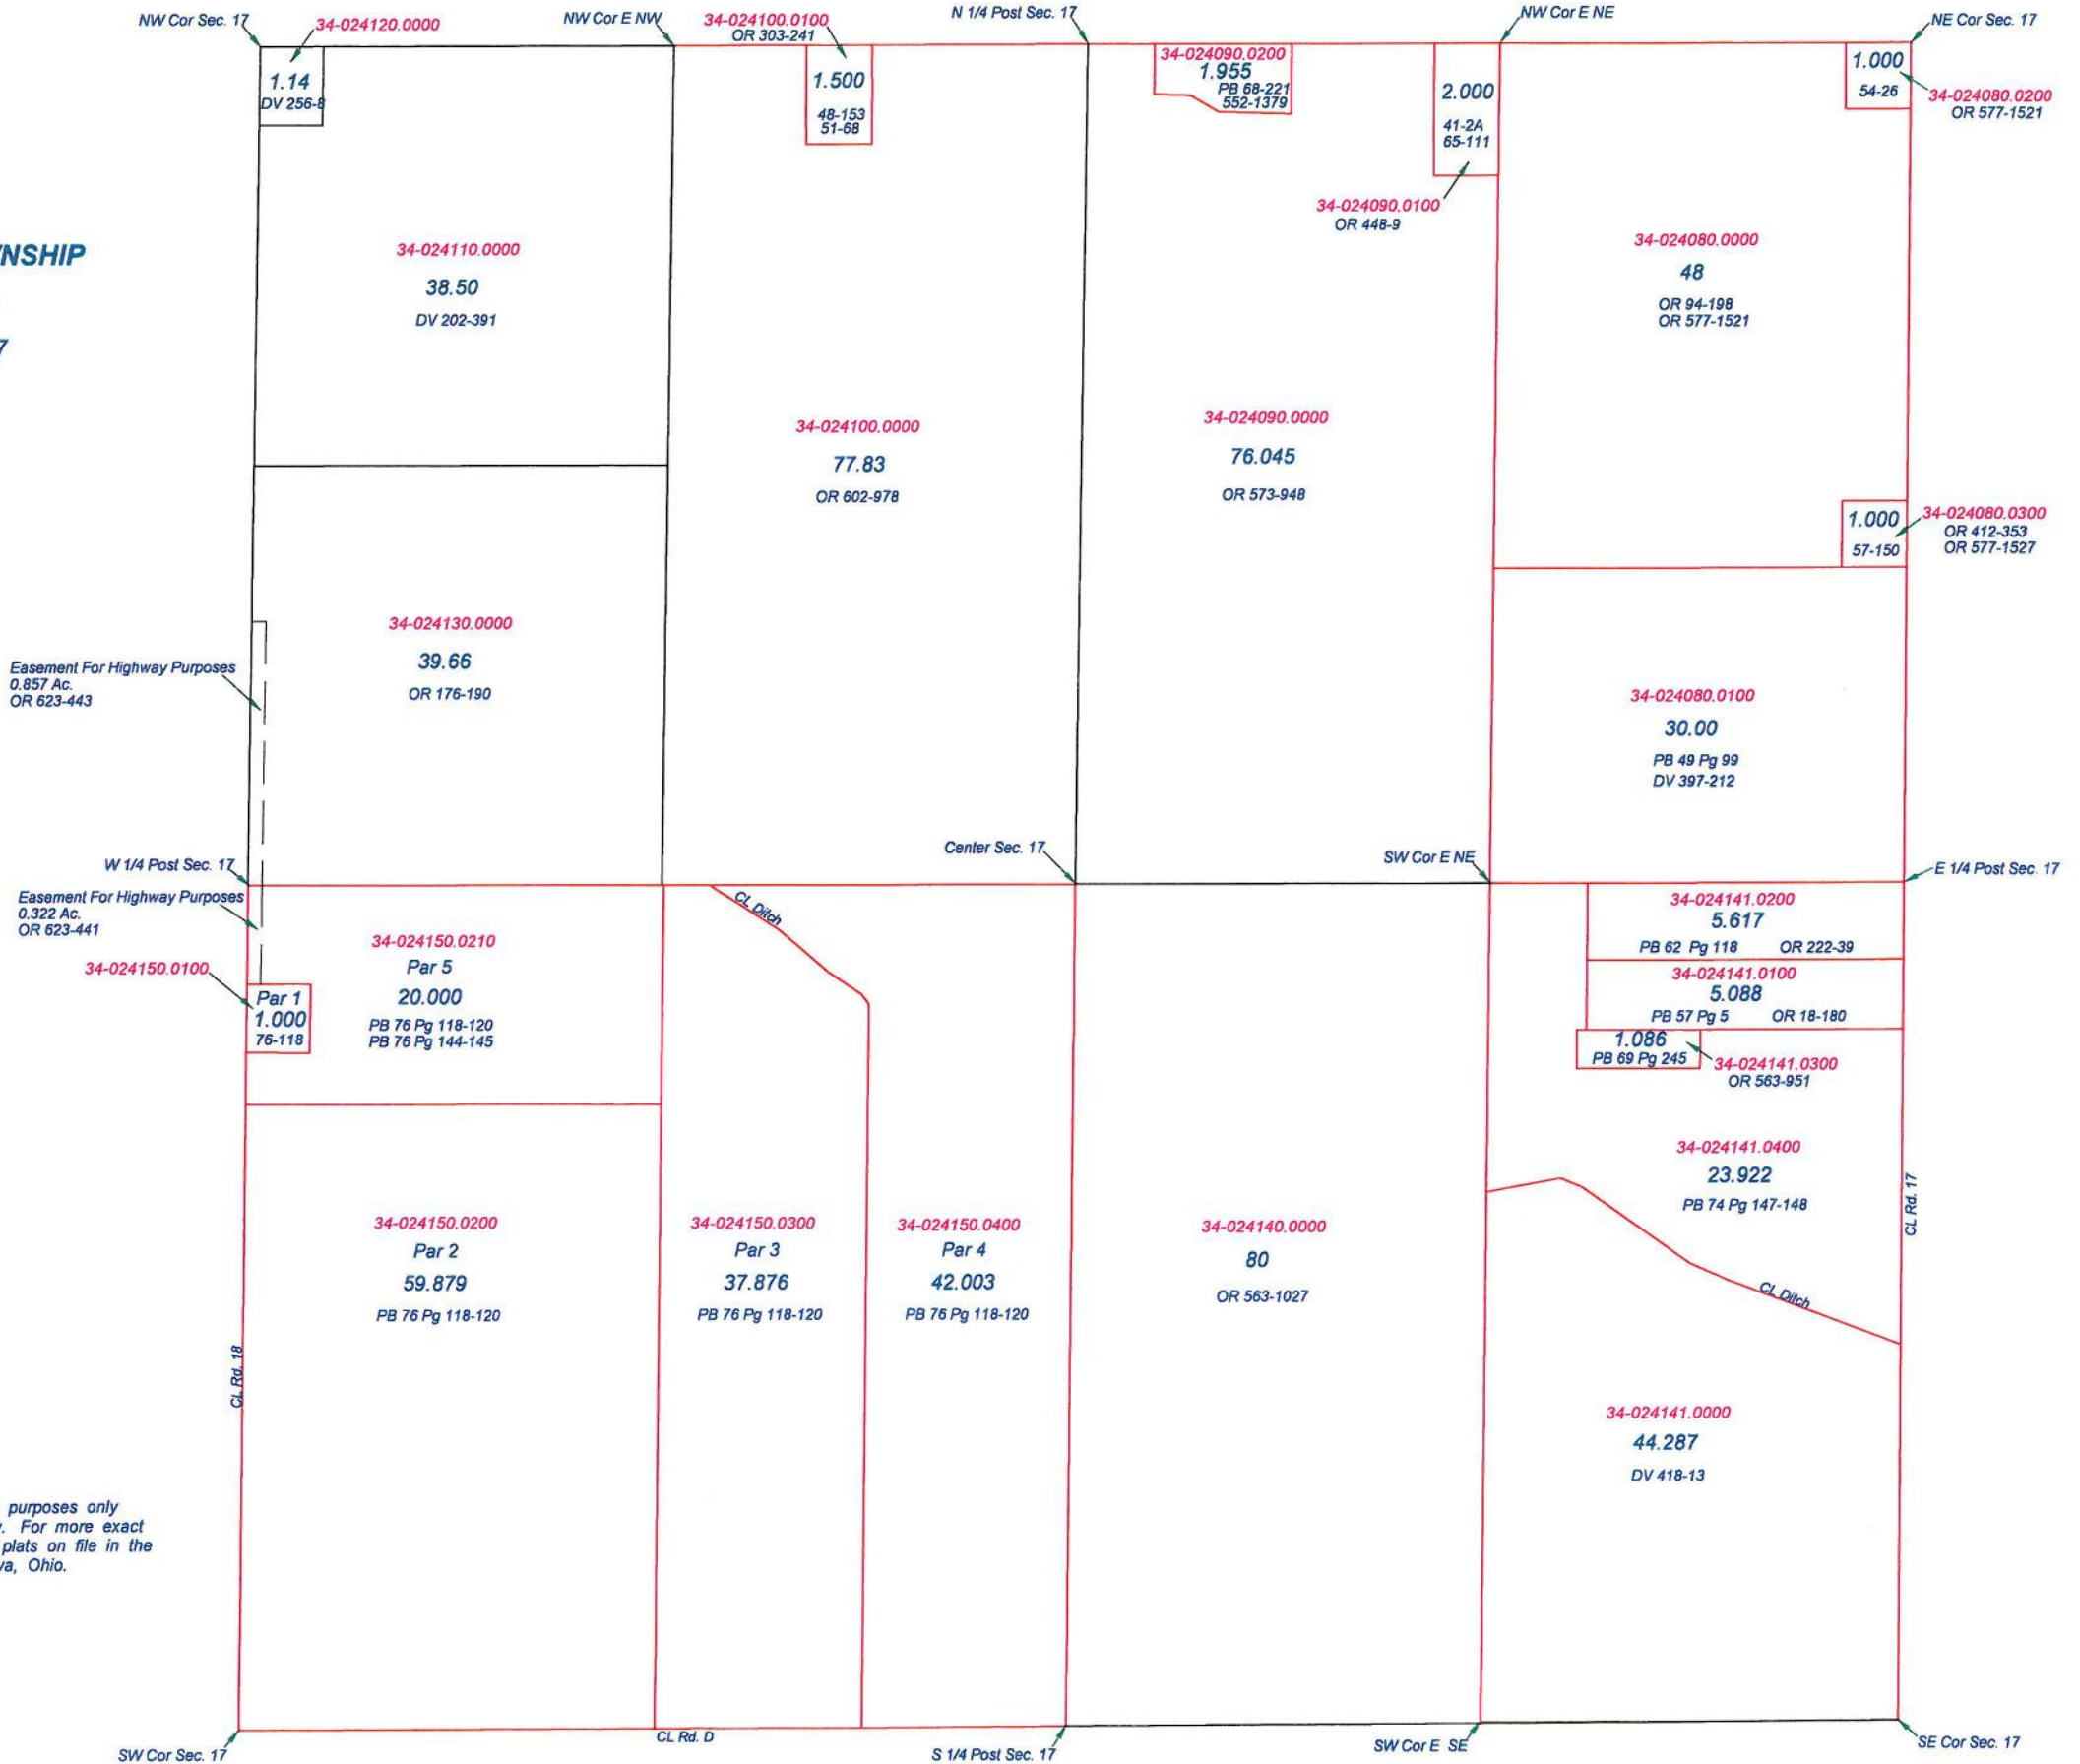 NW Cor Sec. 17
34-024120.0000
NW Cor E NW
34-024100.0100
OR 303-241
N 1/4 Post Sec. 17
NW Cor E NE
NE Cor Sec. 17
1.14
DV 256-8
1.500
48-153
51-68
34-024090.0200
1.955
PB 68-221
552-1379
2.000
41-2A
65-111
34-024090.0100
OR 448-9
1.000
54-26
34-024080.0200
OR 577-1521
34-024110.0000
38.50
DV 202-391
34-024080.0000
48
OR 94-198
OR 577-1521
34-024100.0000
77.83
OR 602-978
34-024090.0000
76.045
OR 573-948
1.000
57-150
34-024080.0300
OR 412-353
OR 577-1527
34-024130.0000
39.66
OR 176-190
Easement For Highway Purposes
0.857 Ac.
OR 623-443
34-024080.0100
30.00
PB 49 Pg 99
DV 397-212
W 1/4 Post Sec. 17
Center Sec. 17
SW Cor E NE
E 1/4 Post Sec. 17
Easement For Highway Purposes
0.322 Ac.
OR 623-441
34-024150.0100
Par 1
1.000
76-118
34-024150.0210
Par 5
20.000
PB 76 Pg 118-120
PB 76 Pg 144-145
CL Ditch
34-024141.0200
5.617
PB 62 Pg 118 OR 222-39
34-024141.0100
5.088
PB 57 Pg 5 OR 18-180
1.086
PB 69 Pg 245
34-024141.0300
OR 563-951
34-024141.0400
23.922
PB 74 Pg 147-148
CL Rd. 17
34-024150.0200
Par 2
59.879
PB 76 Pg 118-120
34-024150.0300
Par 3
37.876
PB 76 Pg 118-120
34-024150.0400
Par 4
42.003
PB 76 Pg 118-120
34-024140.0000
80
OR 563-1027
CL Ditch
CL Rd. 18
34-024141.0000
44.287
DV 418-13
purposes only
For more exact
plats on file in the
Ohio.
SW Cor Sec. 17
CL Rd. D
S 1/4 Post Sec. 17
SW Cor E SE
SE Cor Sec. 17